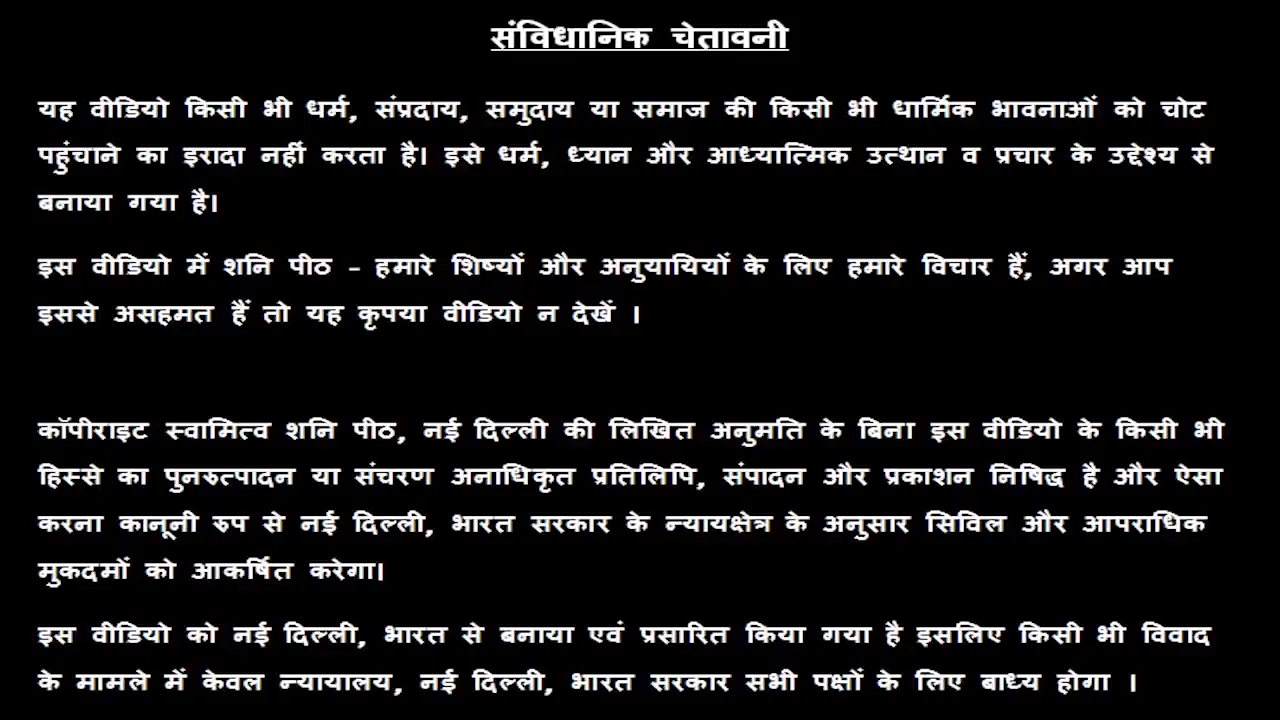 संविधानिक चेतावनी
यह वीडियो किसी भी धर्म, संप्रदाय, समुदाय या समाज की किसी भी धार्मिक भावनाओं को चोट
पहुंचाने का इरादा नहीं करता है। इसे धर्म, ध्यान और आध्यात्मिक उत्थान व प्रचार के उद्देश्य से
बनाया गया है।
इस वीडियो में शनि पीठ – हमारे शिष्यों और अनुयायियों के लिए हमारे विचार हैं, अगर आप
इससे असहमत हैं तो यह कृपया वीडियो न देखें ।
कॉपीराइट स्वामित्व शनि पीठ, नई दिल्ली की लिखित अनुमति के बिना इस वीडियो के किसी भी
हिस्से का पुनरुत्पादन या संचरण अनाधिकृत प्रतिलिपि, संपादन और प्रकाशन निषिद्ध है और ऐसा
करना कानूनी रुप से नई दिल्ली, भारत सरकार के न्यायक्षेत्र के अनुसार सिविल और आपराधिक
मुकदमों को आकर्षित करेगा।
इस वीडियो को नई दिल्ली, भारत से बनाया एवं प्रसारित किया गया है इसलिए किसी भी विवाद
के मामले में केवल न्यायालय, नई दिल्ली, भारत सरकार सभी पक्षों के लिए बाध्य होगा ।